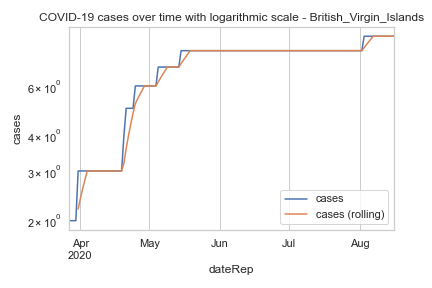 COVID-19 cases over time with logarithmic scale - British_Virgin_Islands
cases
6 × 10⁰
4 × 10⁰
3 × 10⁰
2 × 10⁰
cases
cases (rolling)
Apr May Jun Jul Aug
2020
dateRep